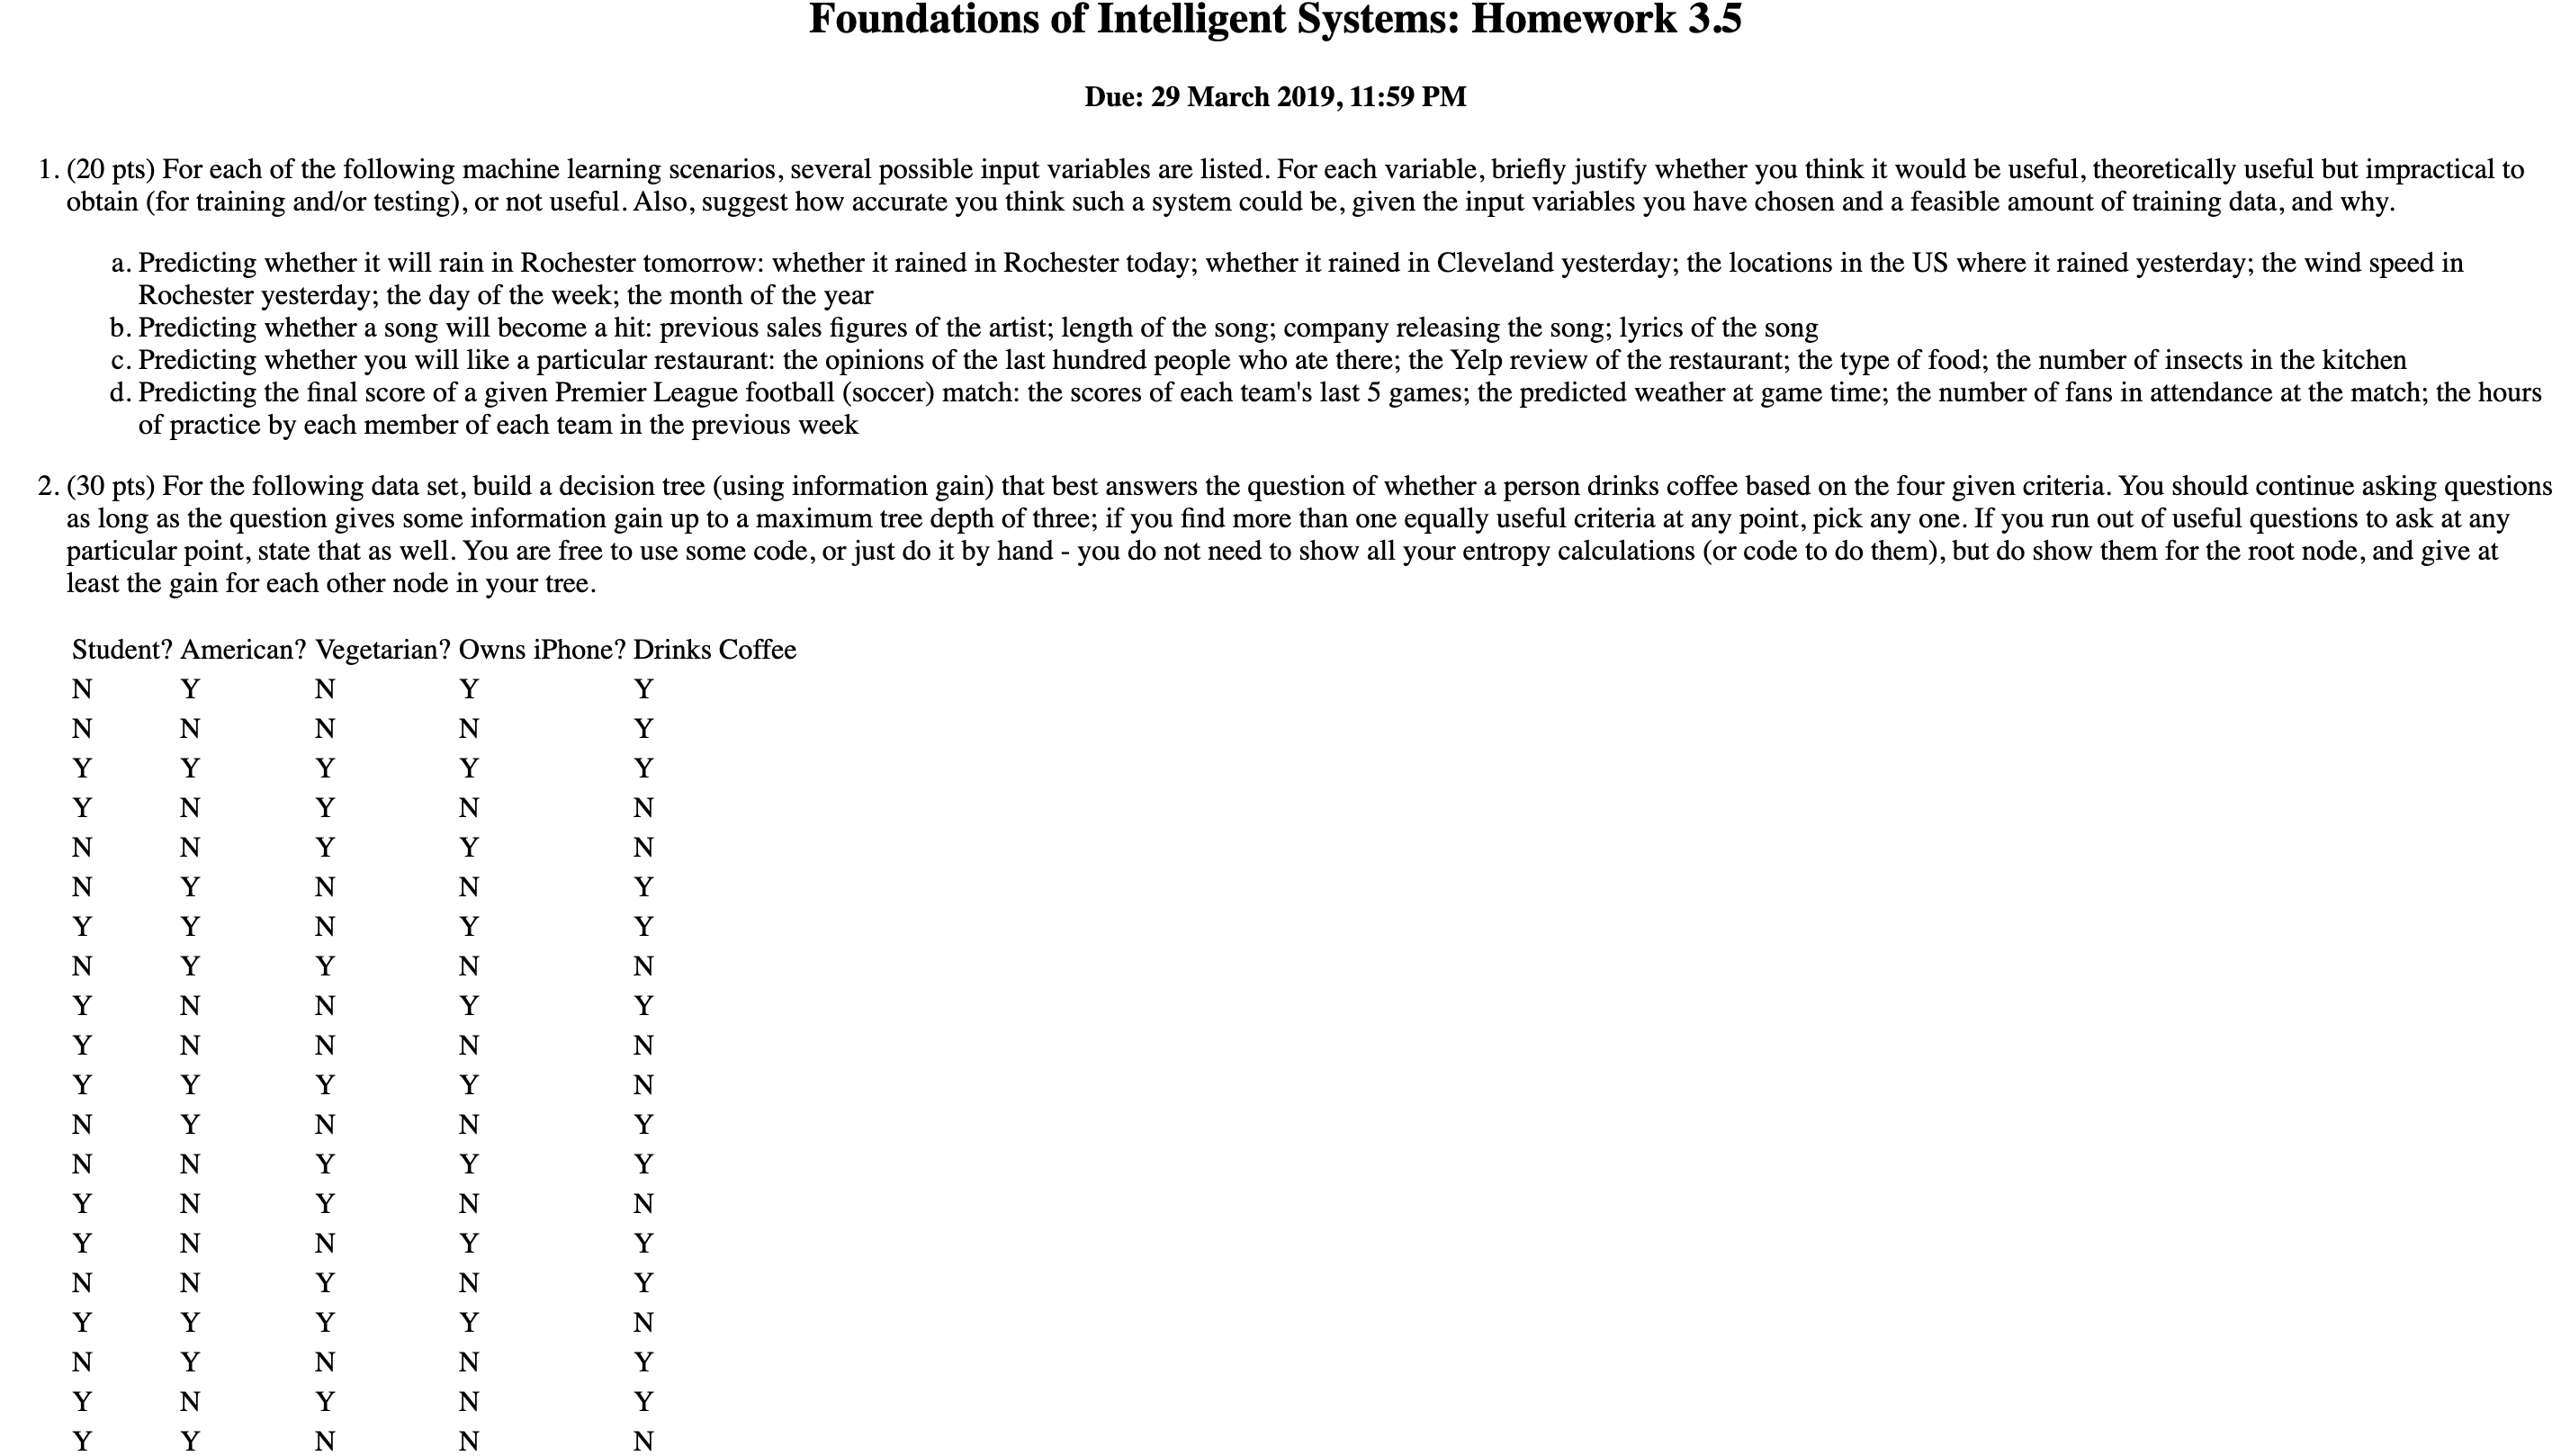 Foundations of Intelligent Systems: Homework 3.5
Due: 29 March 2019, 11:59 PM
1. (20 pts) For each of the following machine learning scenarios, several possible input variables are listed. For each variable, briefly justify whether you think it would be useful, theoretically useful but impractical to
obtain (for training and/or testing), or not useful. Also, suggest how accurate you think such a system could be, given the input variables you have chosen and a feasible amount of training data, and why.
a. Predicting whether it will rain in Rochester tomorrow: whether it rained in Rochester today; whether it rained in Cleveland yesterday; the locations in the US where it rained yesterday; the wind speed in
Rochester yesterday; the day of the week; the month of the year
b. Predicting whether a song will become a hit: previous sales figures of the artist; length of the song; company releasing the song; lyrics of the song
c. Predicting whether you will like a particular restaurant: the opinions of the last hundred people who ate there; the Yelp review of the restaurant; the type of food; the number of insects in the kitchen
d. Predicting the final score of a given Premier League football (soccer) match: the scores of each team's last 5 games; the predicted weather at game time; the number of fans in attendance at the match; the hours
of practice by each member of each team in the previous week
2. (30 pts) For the following data set, build a decision tree (using information gain) that best answers the question of whether a person drinks coffee based on the four given criteria. You should continue asking questions
as long as the question gives some information gain up to a maximum tree depth of three; if you find more than one equally useful criteria at any point, pick any one. If you run out of useful questions to ask at any
particular point, state that as well. You are free to use some code, or just do it by hand - you do not need to show all your entropy calculations (or code to do them), but do show them for the root node, and give at
least the gain for each other node in your tree.
Student? American? Vegetarian? Owns iPhone? Drinks Coffee
N Y N Y Y
N N N N Y
Y Y Y Y Y
Y N Y N N
N N Y Y N
N Y N N Y
Y Y N Y Y
N Y Y N N
Y N N Y Y
Y N N N N
Y Y Y Y N
N Y N N Y
N N Y Y Y
Y N Y N N
Y N N Y Y
N N Y N Y
Y Y Y Y N
N Y N N Y
Y N Y N Y
Y Y N N N